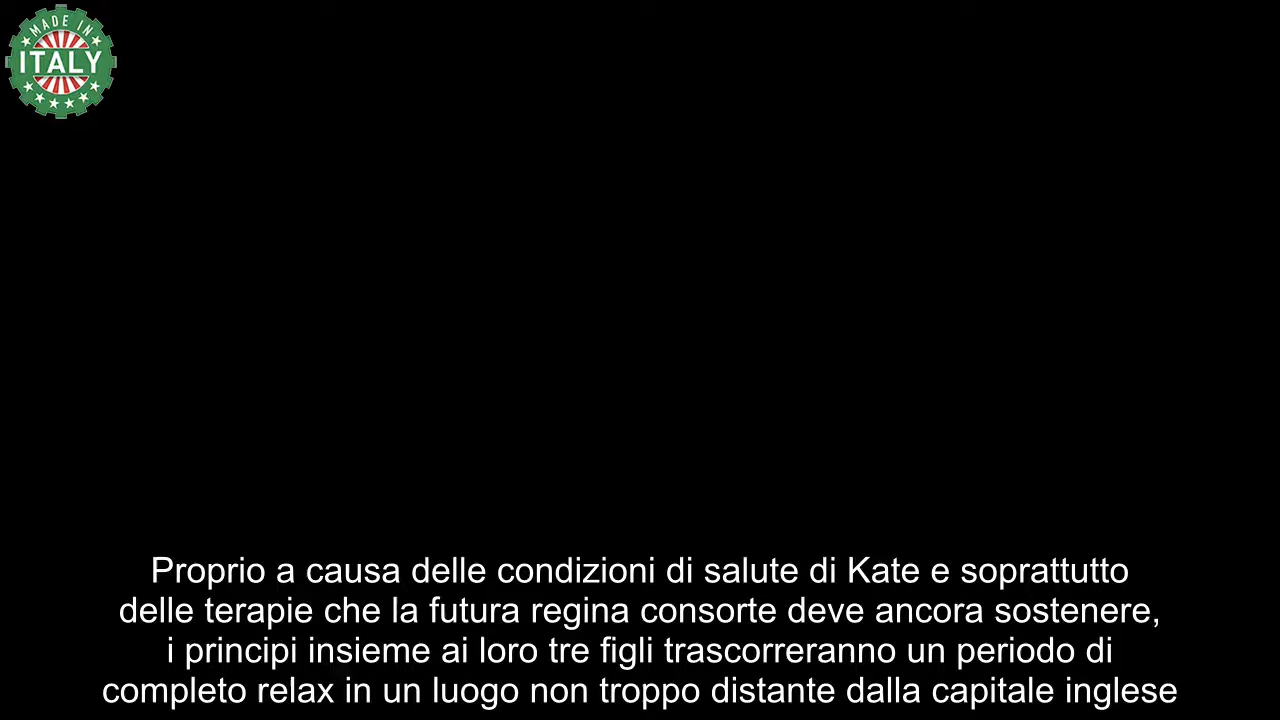 MADE IN
ITALY
Proprio a causa delle condizioni di salute di Kate e soprattutto
delle terapie che la futura regina consorte deve ancora sostenere,
i principi insieme ai loro tre figli trascorreranno un periodo di
completo relax in un luogo non troppo distante dalla capitale inglese